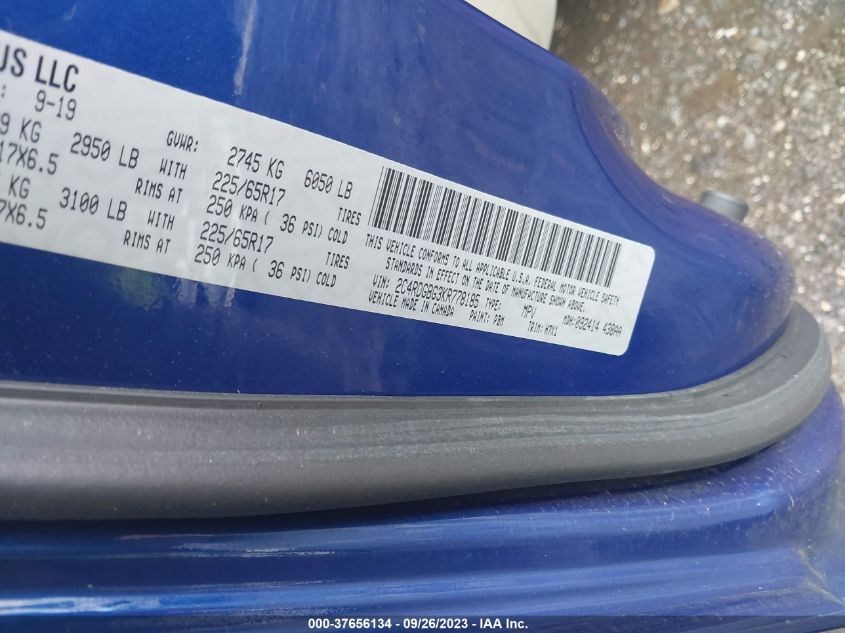 US LLC
: 9-19
9 KG 2950 LB GVWR: 2745 KG 6050 LB
17X6.5 WITH RIMS AT 225/65R17 250 KPA ( 36 PSI) COLD TIRES
KG 3100 LB
7X6.5 WITH RIMS AT 225/65R17 250 KPA ( 36 PSI) COLD TIRES
THIS VEHICLE CONFORMS TO ALL APPLICABLE U.S.A. FEDERAL MOTOR VEHICLE SAFETY
STANDARDS IN EFFECT ON THE DATE OF MANUFACTURE SHOWN ABOVE.
VIN: 2C4RDGBG3KR778185 TYPE: MPV MDH:092414 438AA
VEHICLE MADE IN CANADA PAINT: PBM TRIM:
000-37656134 / 09/26/2023 - © IAA Inc.